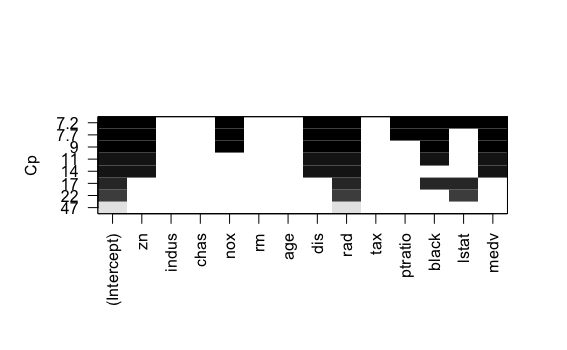 Cp
7.2
7.7
9
11
14
17
22
47
(Intercept)
zn
indus
chas
nox
rm
age
dis
rad
tax
ptratio
black
lstat
medv